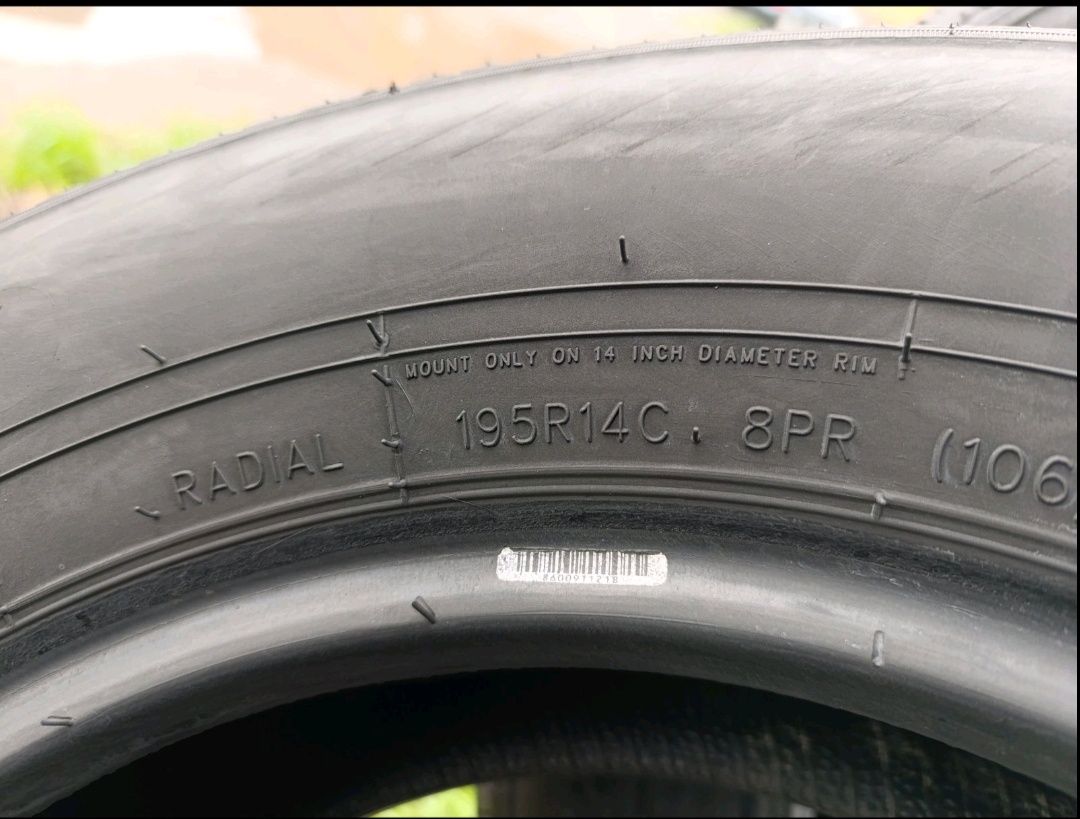 MOUNT ONLY ON 14 INCH DIAMETER RIM
RADIAL 195R14C 8PR (106